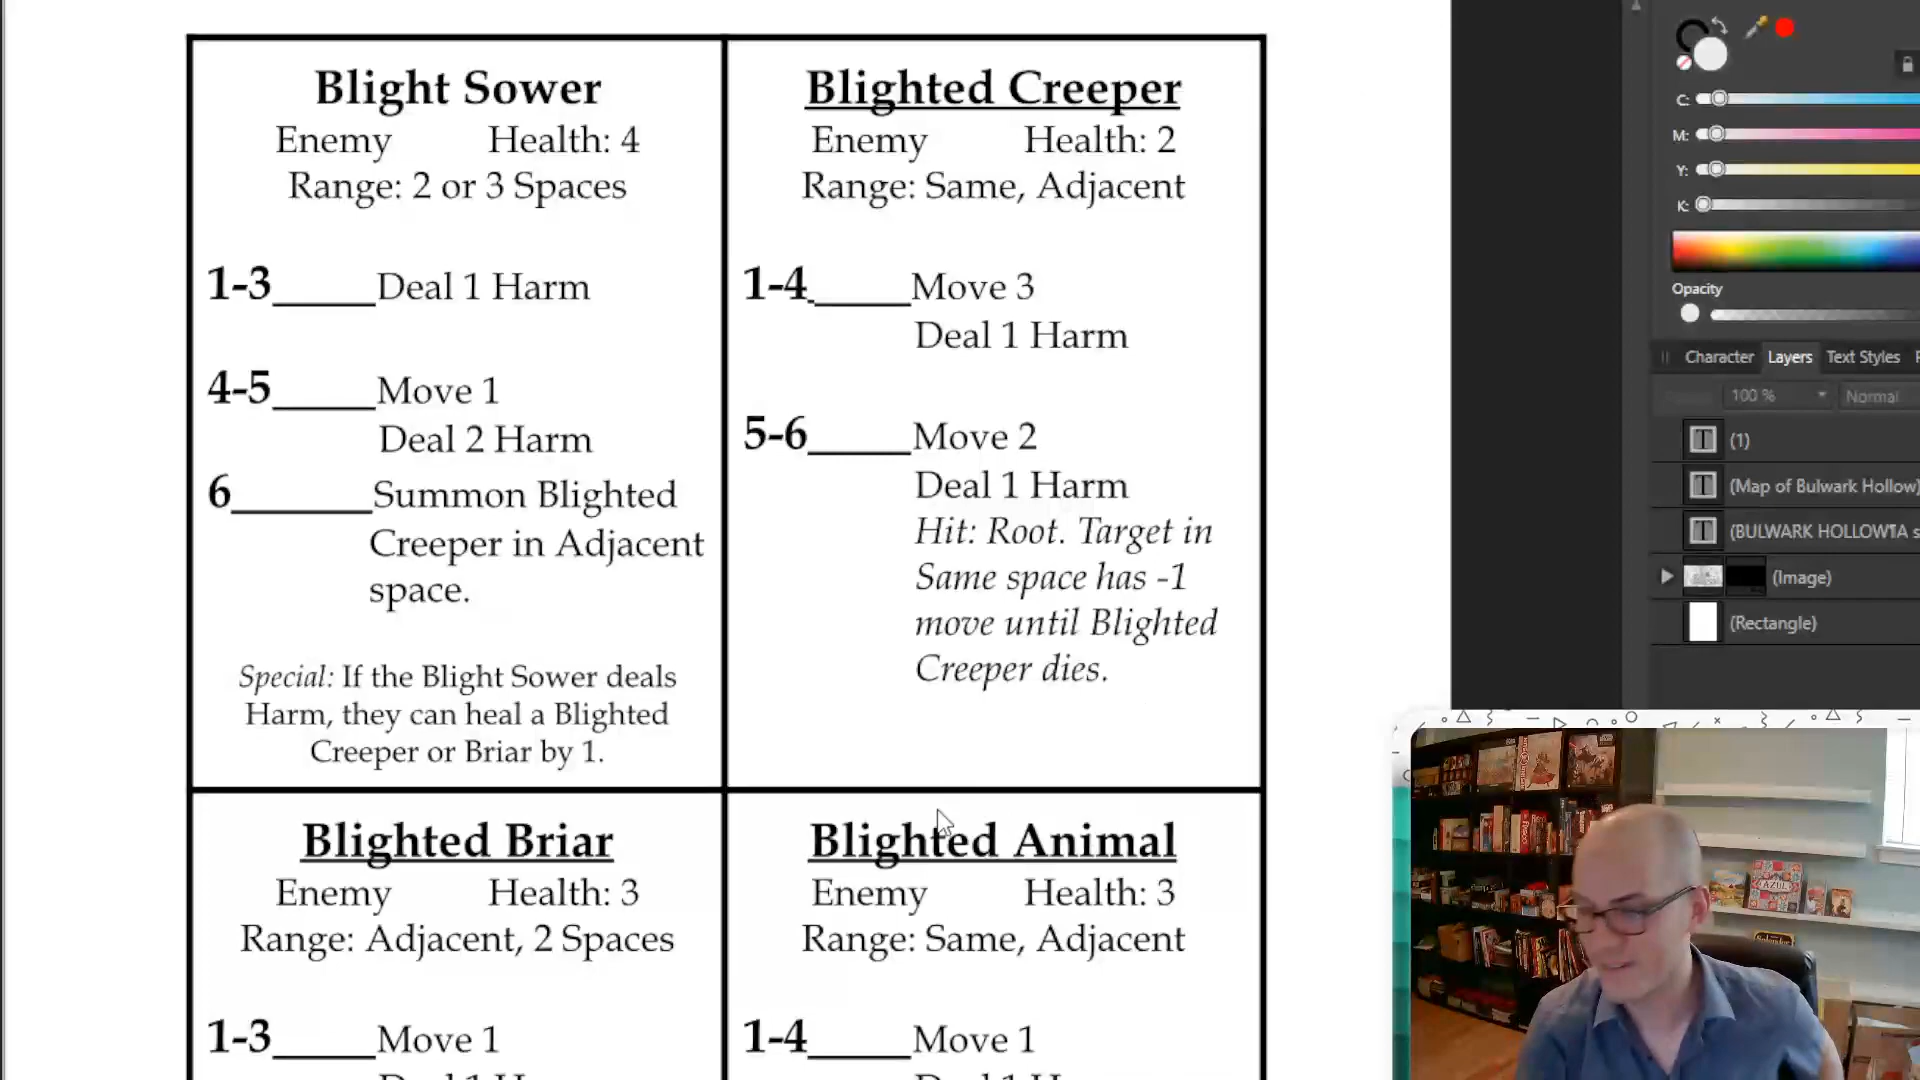 Blight Sower
Enemy Health: 4
Range: 2 or 3 Spaces
1-3_____Deal 1 Harm
4-5_____Move 1
Deal 2 Harm
6_______Summon Blighted
Creeper in Adjacent
space.
Special: If the Blight Sower deals
Harm, they can heal a Blighted
Creeper or Briar by 1.
Blighted Creeper
Enemy Health: 2
Range: Same, Adjacent
1-4_____Move 3
Deal 1 Harm
5-6_____Move 2
Deal 1 Harm
Hit: Root. Target in
Same space has -1
move until Blighted
Creeper dies.
Blighted Briar
Enemy Health: 3
Range: Adjacent, 2 Spaces
1-3_____Move 1
Blighted Animal
Enemy Health: 3
Range: Same, Adjacent
1-4_____Move 1
C:
M:
Y:
K:
Opacity
Character Layers Text Styles
100 % Normal
(1)
(Map of Bulwark Hollow)
(BULWARK HOLLOW¶A s
(Image)
(Rectangle)
AZUL